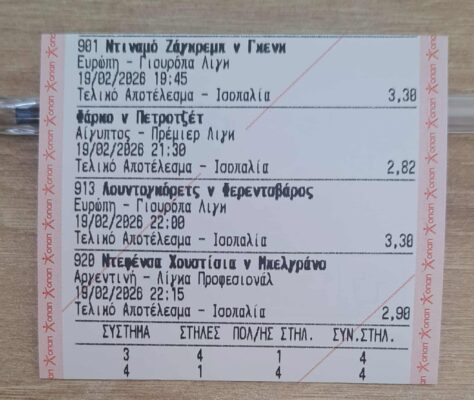 901 Ντιναμό Ζάγκρεμπ v Γκενκ
Ευρώπη - Γιουρόπα Λιγκ
19/02/2026 19:45
Τελικό Αποτέλεσμα - Ισοπαλία 3,30
Φάρκο v Πετροτζέτ
Αίγυπτος - Πρέμιερ Λιγκ
19/02/2026 21:30
Τελικό Αποτέλεσμα - Ισοπαλία 2,82
913 Λουντογκόρετς v Φερεντσβάρος
Ευρώπη - Γιουρόπα Λιγκ
19/02/2026 22:00
Τελικό Αποτέλεσμα - Ισοπαλία 3,30
920 Ντεφένσα Χουστίσια v Μπελγράνο
Αργεντινή - Λίγκα Προφεσιονάλ
19/02/2026 22:15
Τελικό Αποτέλεσμα - Ισοπαλία 2,90
ΣΥΣΤΗΜΑ ΣΤΗΛΕΣ ΠΟΛ/ΗΣ ΣΤΗΛ. ΣΥΝ.ΣΤΗΛ.
3 4 1 4
4 1 4 4
οπαπ